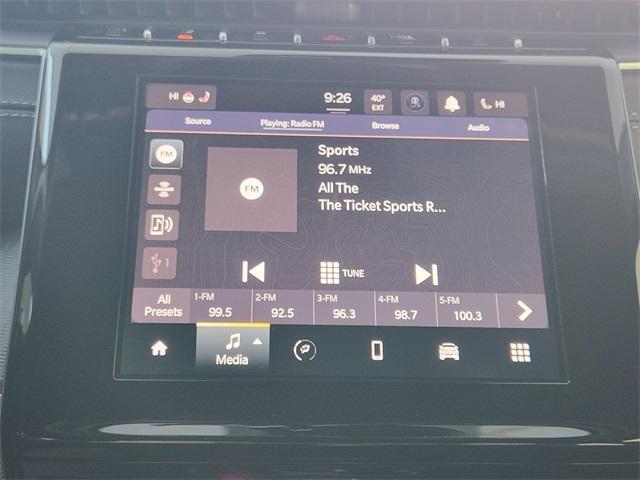 HI 9:26 40° EXT HI
Source Playing: Radio FM Browse Audio
FM
FM
Sports
96.7 MHz
All The
The Ticket Sports R...
1
TUNE
All Presets
1-FM 99.5
2-FM 92.5
3-FM 96.3
4-FM 98.7
5-FM 100.3
Media